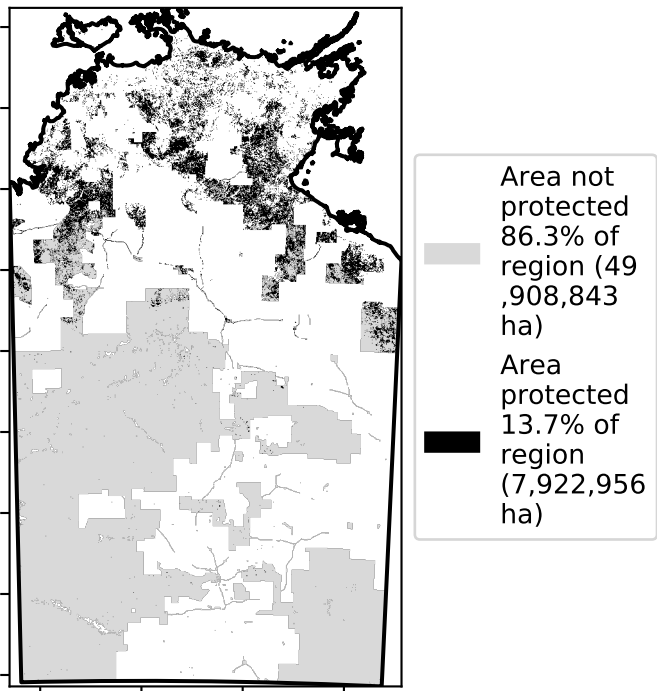 Area not
protected
86.3% of
region (49
,908,843
ha)
Area
protected
13.7% of
region
(7,922,956
ha)